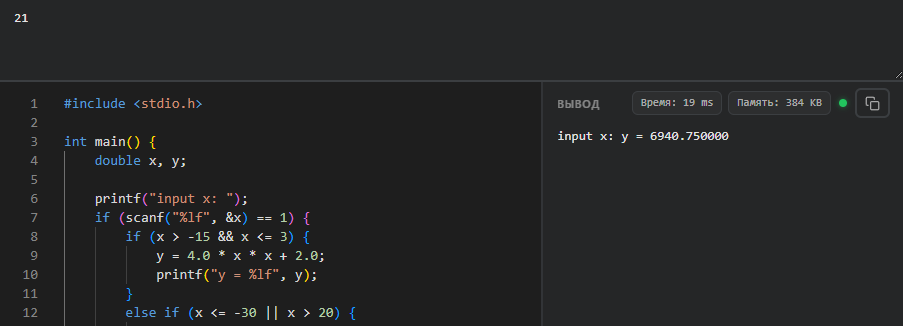 21
1 #include <stdio.h>
2
3 int main() {
4 double x, y;
5
6 printf("input x: ");
7 if (scanf("%lf", &x) == 1) {
8 if (x > -15 && x <= 3) {
9 y = 4.0 * x * x + 2.0;
10 printf("y = %lf", y);
11 }
12 else if (x <= -30 || x > 20) {
ВЫВОД Время: 19 ms Память: 384 KB
input x: y = 6940.750000